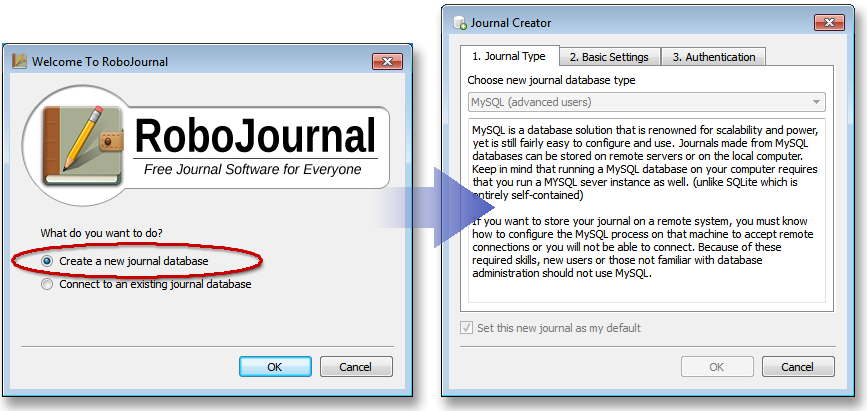 Welcome To RoboJournal
RoboJournal
Free Journal Software for Everyone
What do you want to do?
Create a new journal database
Connect to an existing journal database
OK
Cancel
Journal Creator
1. Journal Type
2. Basic Settings
3. Authentication
Choose new journal database type
MySQL (advanced users)
MySQL is a database solution that is renowned for scalability and power,
yet is still fairly easy to configure and use. Journals made from MySQL
databases can be stored on remote servers or on the local computer.
Keep in mind that running a MySQL database on your computer requires
that you run a MYSQL sever instance as well. (unlike SQLite which is
entirely self-contained)
If you want to store your journal on a remote system, you must know
how to configure the MySQL process on that machine to accept remote
connections or you will not be able to connect. Because of these
required skills, new users or those not familiar with database
administration should not use MySQL.
Set this new journal as my default
OK
Cancel